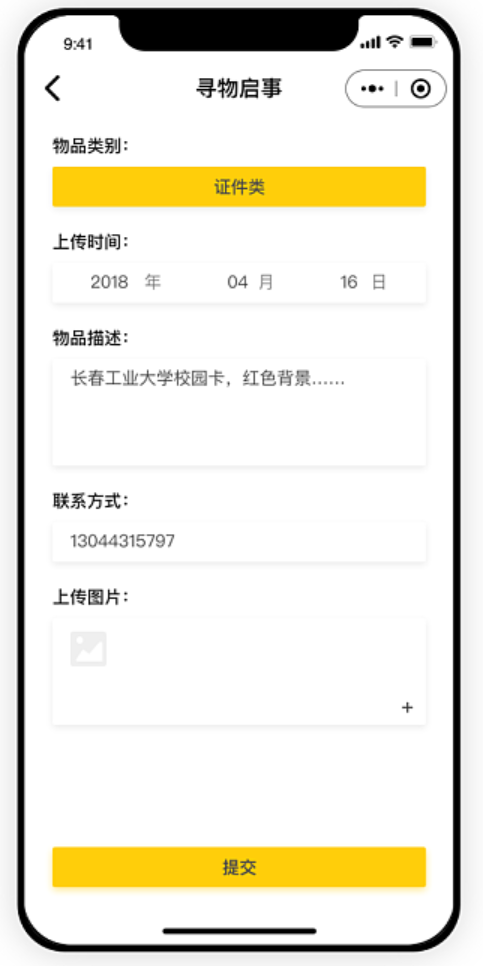 9:41
寻物启事
物品类别：
证件类
上传时间：
2018 年 04 月 16 日
物品描述：
长春工业大学校园卡，红色背景......
联系方式：
13044315797
上传图片：
+
提交